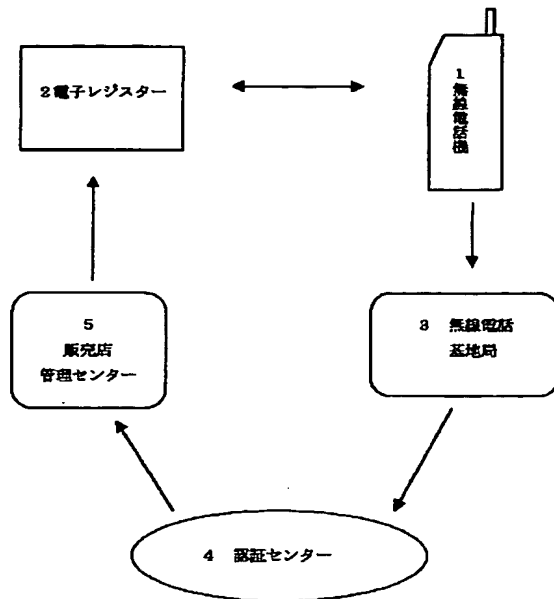 2電子レジスター
1
無線電話機
5
販売店
管理センター
3 無線電話
基地局
4 認証センター